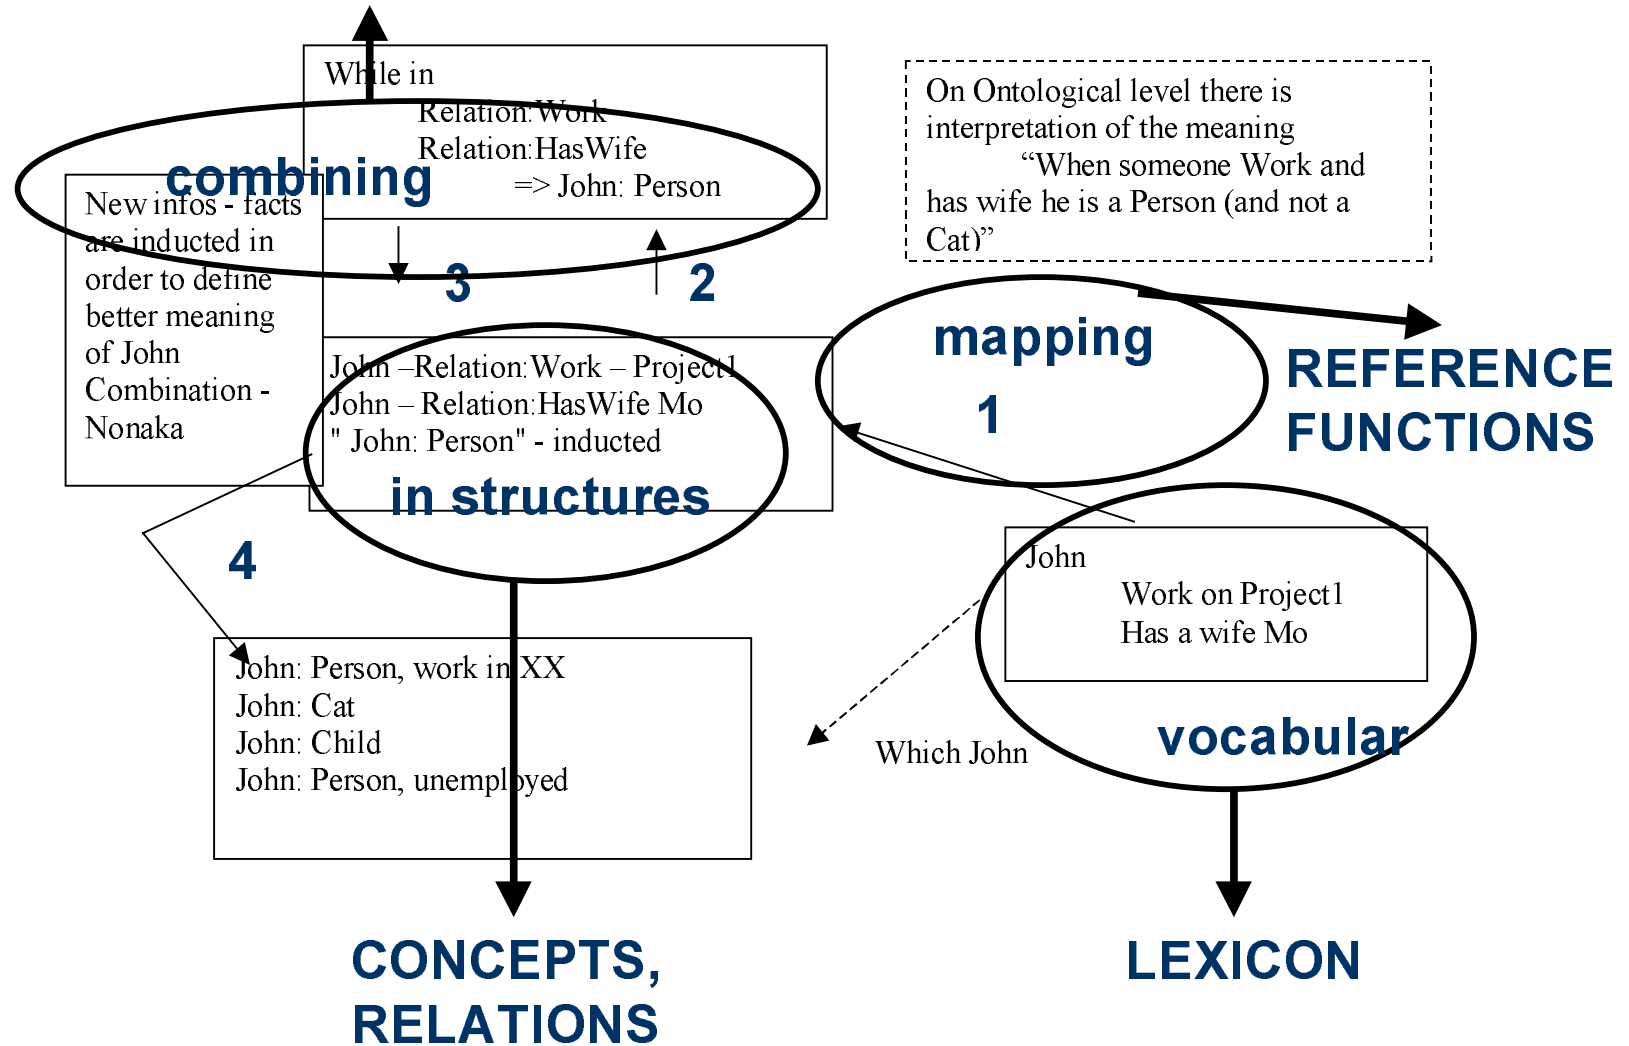 While in
Relation:Work
Relation:HasWife
=> John: Person
combining
New infos - facts
are inducted in
order to define
better meaning
of John
Combination -
Nonaka
3
2
On Ontological level there is
interpretation of the meaning
“When someone Work and
has wife he is a Person (and not a
Cat)”
mapping
1
REFERENCE
FUNCTIONS
John –Relation:Work – Project1
John – Relation:HasWife Mo
" John: Person" - inducted
in structures
4
John
Work on Project1
Has a wife Mo
vocabular
Which John
John: Person, work in XX
John: Cat
John: Child
John: Person, unemployed
CONCEPTS,
RELATIONS
LEXICON